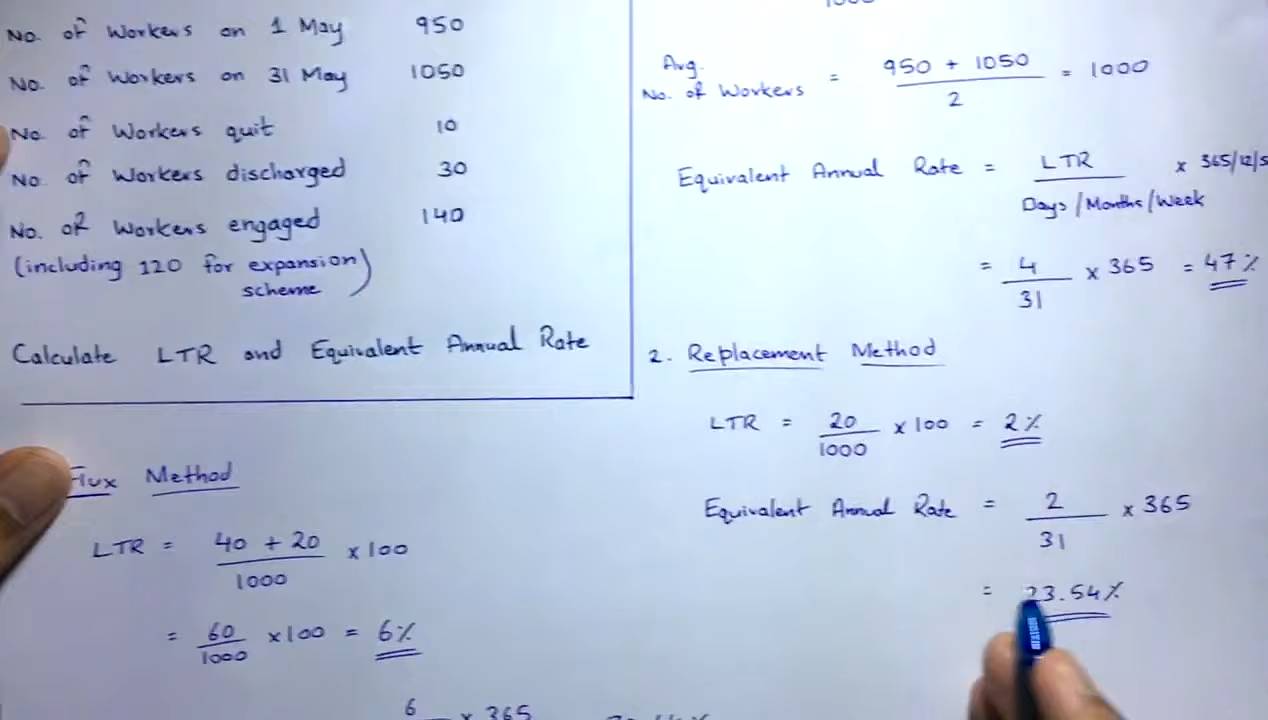 No. of Workers on 1 May 950
No. of Workers on 31 May 1050
No. of Workers quit 10
No. of Workers discharged 30
No. of Workers engaged 140
(including 120 for expansion
scheme)
Calculate LTR and Equivalent Annual Rate
Flux Method
LTR = 40 + 20 / 1000 x 100
= 60 / 1000 x 100 = 6%
6
x 365
Avg.
No. of Workers = 950 + 1050 / 2 = 1000
Equivalent Annual Rate = LTR / Days / Months / Week x 365/12/5
= 4 / 31 x 365 = 47%
2. Replacement Method
LTR = 20 / 1000 x 100 = 2%
Equivalent Annual Rate = 2 / 31 x 365
= 23.54%